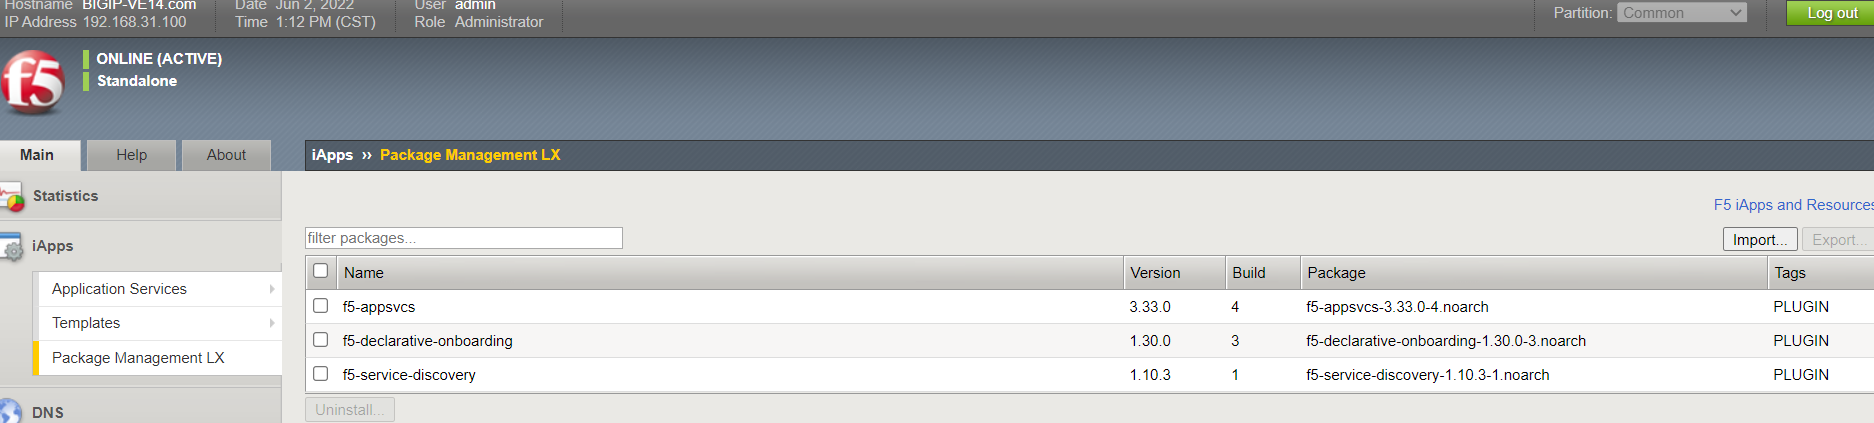 Hostname BIGIP-VE14.com Date Jun 2, 2022 User admin
IP Address 192.168.31.100 Time 1:12 PM (CST) Role Administrator
Partition: Common Log out
f5
ONLINE (ACTIVE)
Standalone
Main Help About
iApps ›› Package Management LX
Statistics
iApps
Application Services
Templates
Package Management LX
DNS
F5 iApps and Resources
filter packages...
Import... Export...
Name Version Build Package Tags
f5-appsvcs 3.33.0 4 f5-appsvcs-3.33.0-4.noarch PLUGIN
f5-declarative-onboarding 1.30.0 3 f5-declarative-onboarding-1.30.0-3.noarch PLUGIN
f5-service-discovery 1.10.3 1 f5-service-discovery-1.10.3-1.noarch PLUGIN
Uninstall...